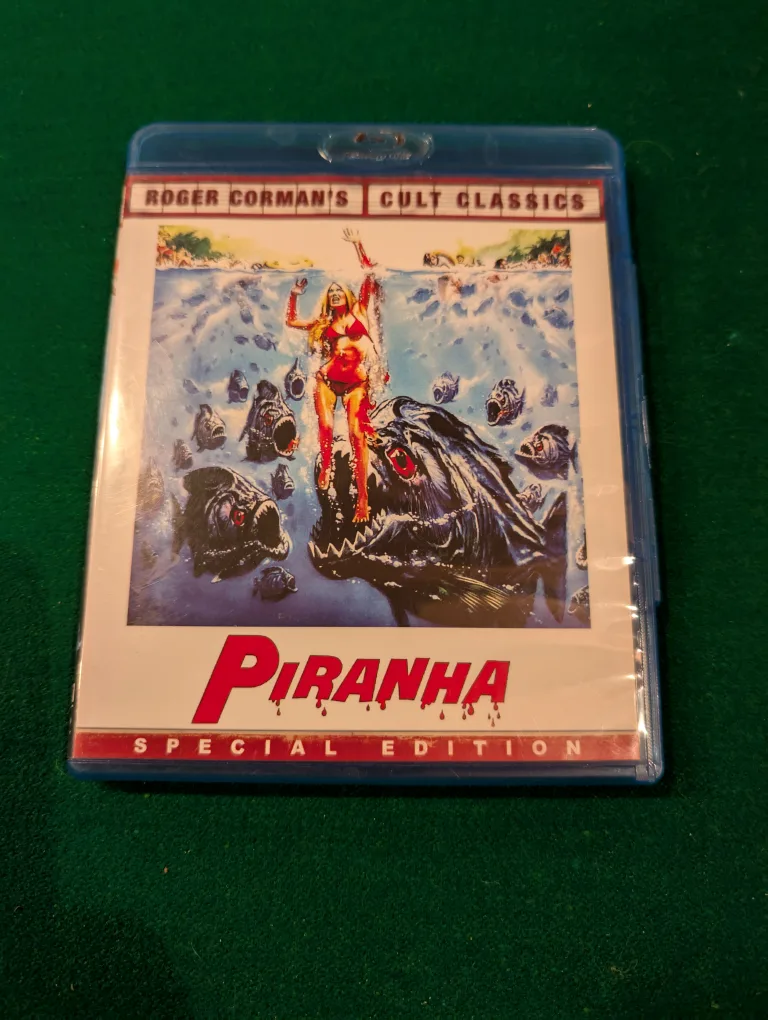 ROGER CORMAN'S CULT CLASSICS
PIRANHA
SPECIAL EDITION